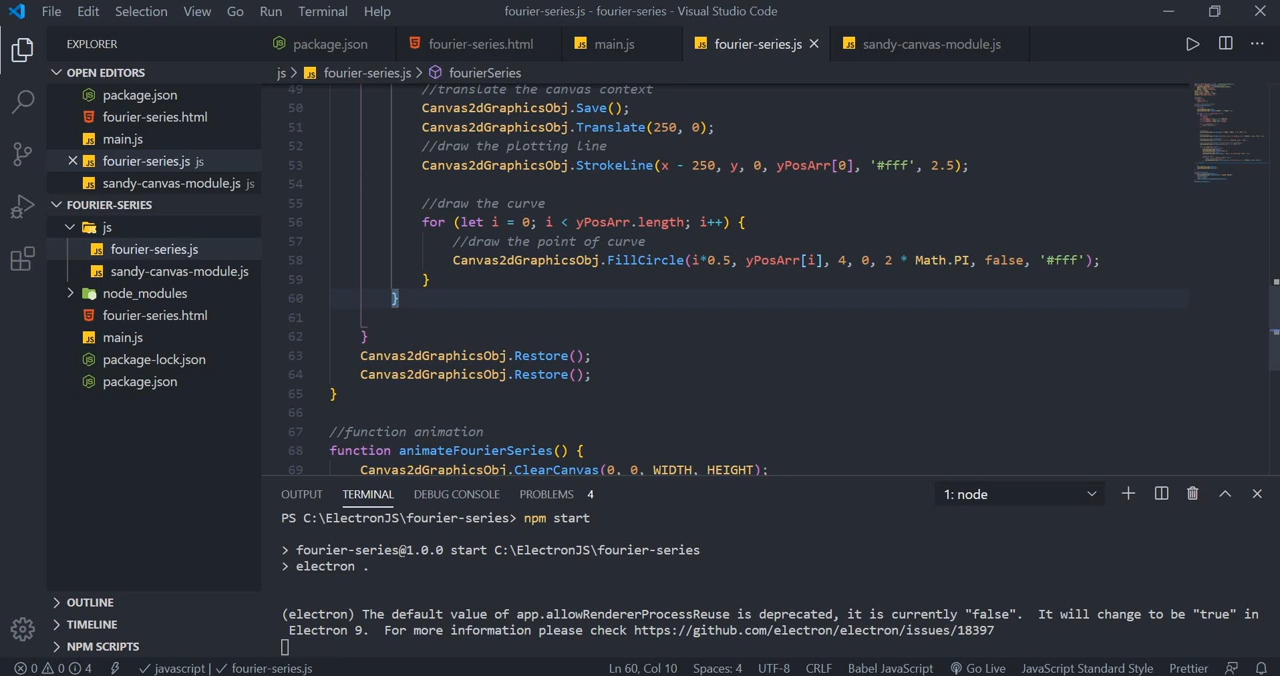 File Edit Selection View Go Run Terminal Help fourier-series.js - fourier-series - Visual Studio Code
EXPLORER
OPEN EDITORS
package.json
fourier-series.html
main.js
fourier-series.js js
sandy-canvas-module.js js
FOURIER-SERIES
js
fourier-series.js
sandy-canvas-module.js
node_modules
fourier-series.html
main.js
package-lock.json
package.json
OUTLINE
TIMELINE
NPM SCRIPTS
package.json fourier-series.html main.js fourier-series.js sandy-canvas-module.js
js > fourier-series.js > fourierSeries
49 //translate the canvas context
50 Canvas2dGraphicsObj.Save();
51 Canvas2dGraphicsObj.Translate(250, 0);
52 //draw the plotting line
53 Canvas2dGraphicsObj.StrokeLine(x - 250, y, 0, yPosArr[0], '#fff', 2.5);
54
55 //draw the curve
56 for (let i = 0; i < yPosArr.length; i++) {
57 //draw the point of curve
58 Canvas2dGraphicsObj.FillCircle(i*0.5, yPosArr[i], 4, 0, 2 * Math.PI, false, '#fff');
59 }
60 }
61
62 }
63 Canvas2dGraphicsObj.Restore();
64 Canvas2dGraphicsObj.Restore();
65 }
66
67 //function animation
68 function animateFourierSeries() {
69 Canvas2dGraphicsObj.ClearCanvas(0, 0, WIDTH, HEIGHT);
OUTPUT TERMINAL DEBUG CONSOLE PROBLEMS 4 1: node
PS C:\ElectronJS\fourier-series> npm start
> fourier-series@1.0.0 start C:\ElectronJS\fourier-series
> electron .
(electron) The default value of app.allowRendererProcessReuse is deprecated, it is currently "false".  It will change to be "true" in
Electron 9.  For more information please check https://github.com/electron/electron/issues/18397
0 0 4 javascript | fourier-series.js Ln 60, Col 10 Spaces: 4 UTF-8 CRLF Babel JavaScript Go Live JavaScript Standard Style Prettier